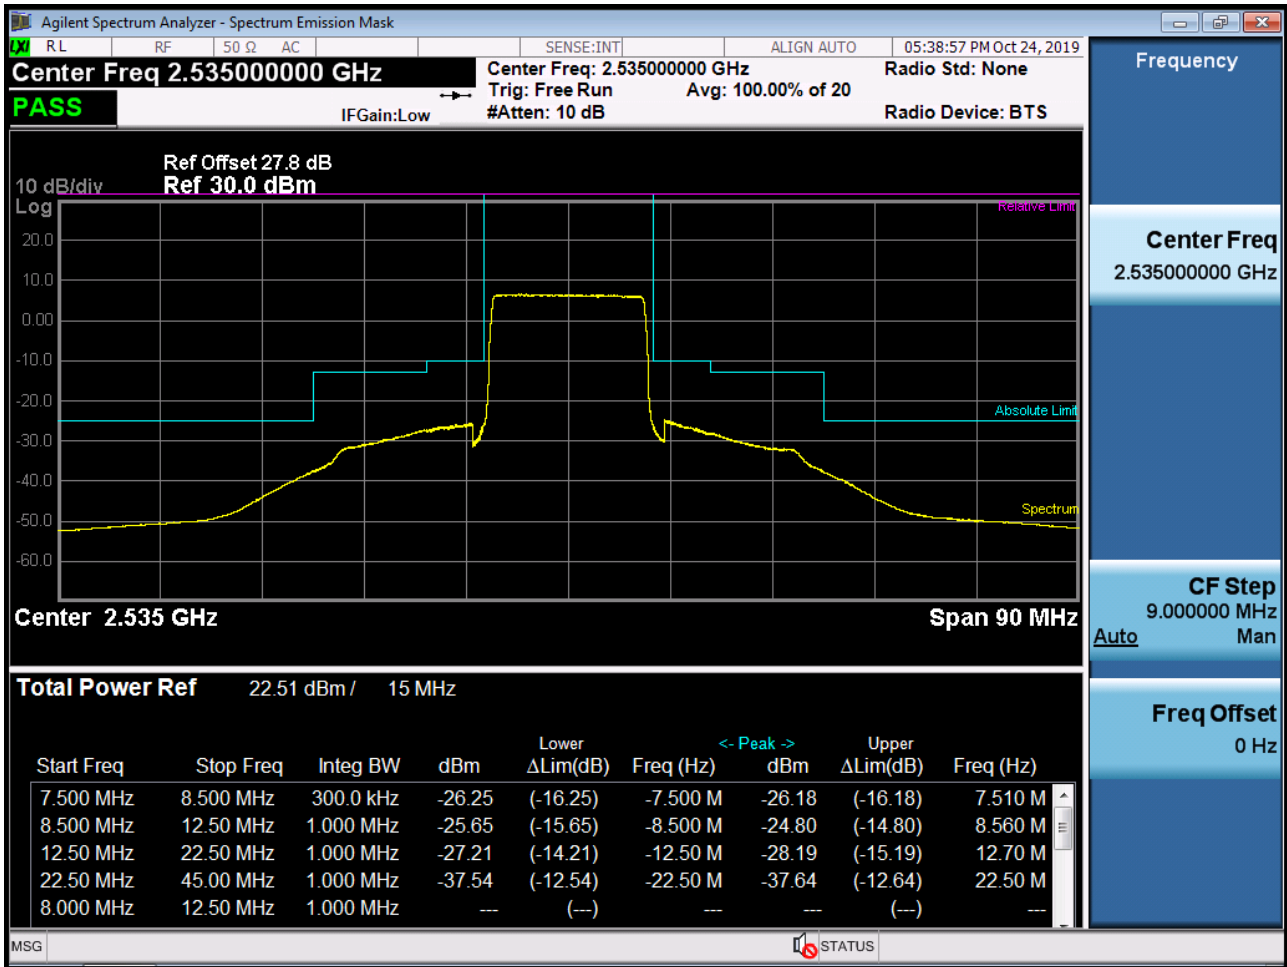 Agilent Spectrum Analyzer - Spectrum Emission Mask
LXI RL RF 50 Ω AC SENSE:INT ALIGN AUTO 05:38:57 PM Oct 24, 2019
Center Freq 2.535000000 GHz
Center Freq: 2.535000000 GHz
Radio Std: None
Trig: Free Run
Avg: 100.00% of 20
PASS
IFGain:Low
#Atten: 10 dB
Radio Device: BTS
Ref Offset 27.8 dB
10 dB/div
Ref 30.0 dBm
Log
Relative Limit
20.0
10.0
0.00
-10.0
-20.0
Absolute Limit
-30.0
-40.0
-50.0
Spectrum
-60.0
Center 2.535 GHz
Span 90 MHz
Total Power Ref 22.51 dBm / 15 MHz
Lower <- Peak -> Upper
Start Freq Stop Freq Integ BW dBm ΔLim(dB) Freq (Hz) dBm ΔLim(dB) Freq (Hz)
7.500 MHz 8.500 MHz 300.0 kHz -26.25 (-16.25) -7.500 M -26.18 (-16.18) 7.510 M
8.500 MHz 12.50 MHz 1.000 MHz -25.65 (-15.65) -8.500 M -24.80 (-14.80) 8.560 M
12.50 MHz 22.50 MHz 1.000 MHz -27.21 (-14.21) -12.50 M -28.19 (-15.19) 12.70 M
22.50 MHz 45.00 MHz 1.000 MHz -37.54 (-12.54) -22.50 M -37.64 (-12.64) 22.50 M
8.000 MHz 12.50 MHz 1.000 MHz --- (---) --- --- (---) ---
MSG
STATUS
Frequency
Center Freq
2.535000000 GHz
CF Step
9.000000 MHz
Auto Man
Freq Offset
0 Hz